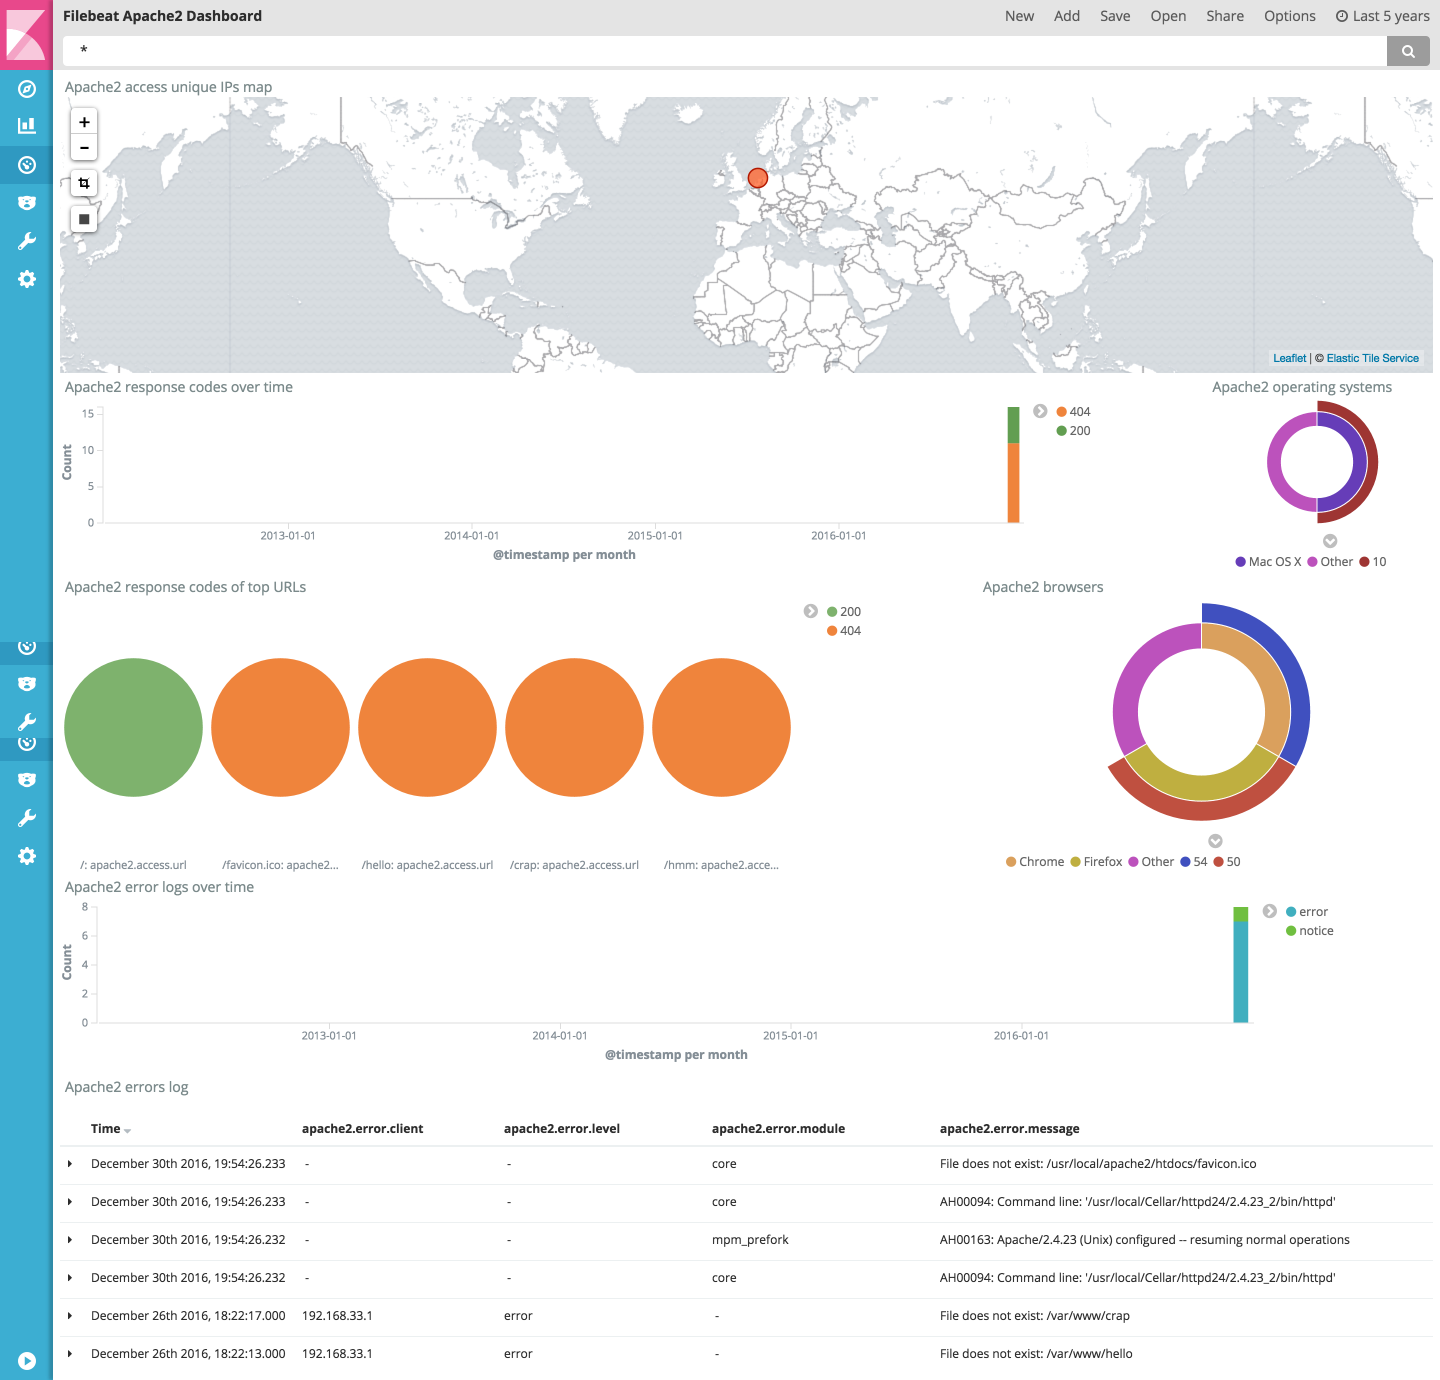 Filebeat Apache2 Dashboard
New Add Save Open Share Options Last 5 years
*
Apache2 access unique IPs map
+
-
Leaflet | © Elastic Tile Service
Apache2 response codes over time
15
10
5
0
Count
2013-01-01 2014-01-01 2015-01-01 2016-01-01
@timestamp per month
404
200
Apache2 operating systems
Mac OS X Other 10
Apache2 response codes of top URLs
200
404
/: apache2.access.url /favicon.ico: apache2... /hello: apache2.access.url /crap: apache2.access.url /hmm: apache2.acce...
Apache2 browsers
Chrome Firefox Other 54 50
Apache2 error logs over time
8
6
4
2
0
Count
2013-01-01 2014-01-01 2015-01-01 2016-01-01
@timestamp per month
error
notice
Apache2 errors log
Time apache2.error.client apache2.error.level apache2.error.module apache2.error.message
December 30th 2016, 19:54:26.233 - - core File does not exist: /usr/local/apache2/htdocs/favicon.ico
December 30th 2016, 19:54:26.233 - - core AH00094: Command line: '/usr/local/Cellar/httpd24/2.4.23_2/bin/httpd'
December 30th 2016, 19:54:26.232 - - mpm_prefork AH00163: Apache/2.4.23 (Unix) configured -- resuming normal operations
December 30th 2016, 19:54:26.232 - - core AH00094: Command line: '/usr/local/Cellar/httpd24/2.4.23_2/bin/httpd'
December 26th 2016, 18:22:17.000 192.168.33.1 error - File does not exist: /var/www/crap
December 26th 2016, 18:22:13.000 192.168.33.1 error - File does not exist: /var/www/hello